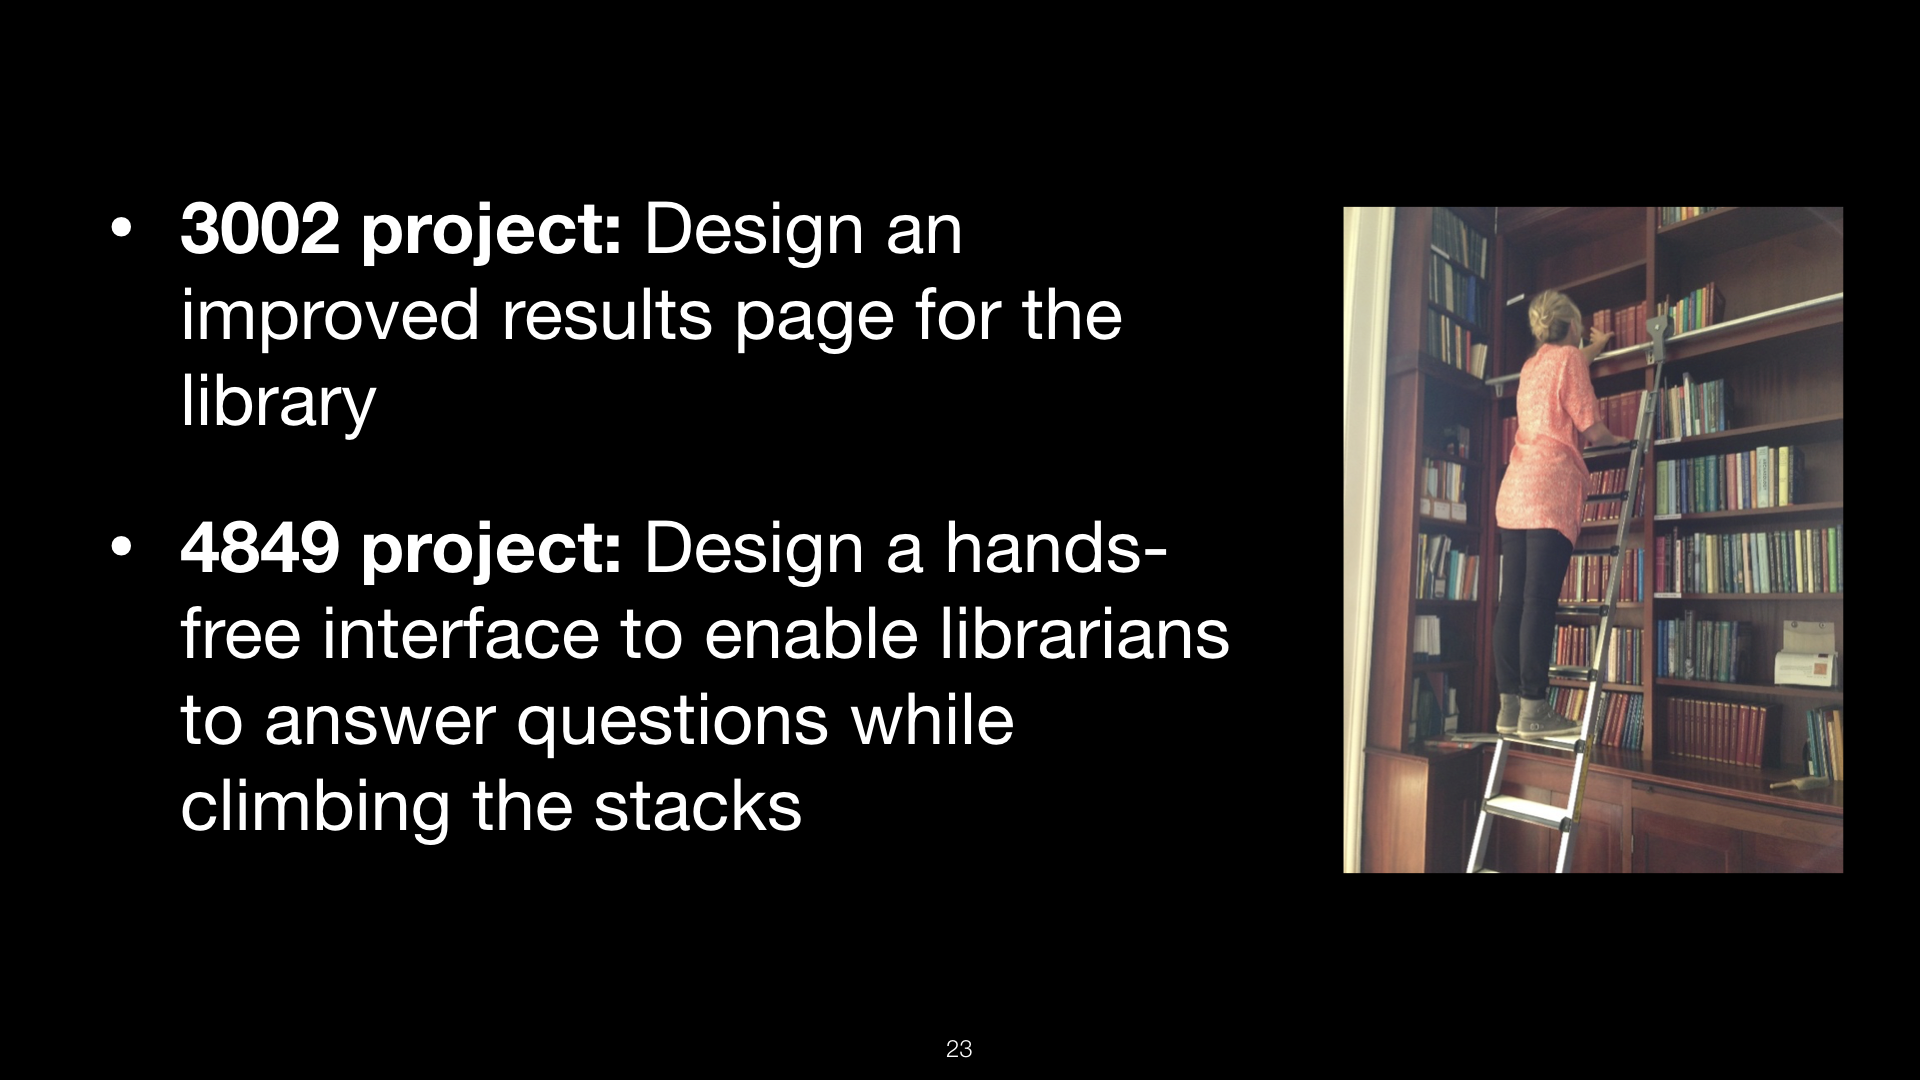 • 3002 project: Design an
improved results page for the
library
• 4849 project: Design a hands-
free interface to enable librarians
to answer questions while
climbing the stacks
23